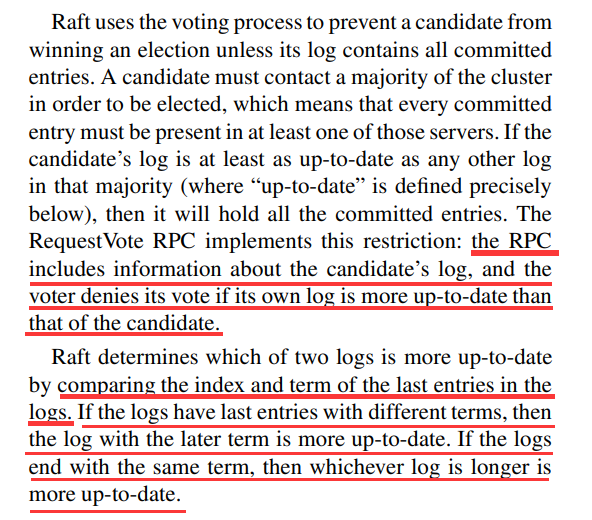 Raft uses the voting process to prevent a candidate from
winning an election unless its log contains all committed
entries. A candidate must contact a majority of the cluster
in order to be elected, which means that every committed
entry must be present in at least one of those servers. If the
candidate’s log is at least as up-to-date as any other log
in that majority (where “up-to-date” is defined precisely
below), then it will hold all the committed entries. The
RequestVote RPC implements this restriction: the RPC
includes information about the candidate’s log, and the
voter denies its vote if its own log is more up-to-date than
that of the candidate.
Raft determines which of two logs is more up-to-date
by comparing the index and term of the last entries in the
logs. If the logs have last entries with different terms, then
the log with the later term is more up-to-date. If the logs
end with the same term, then whichever log is longer is
more up-to-date.